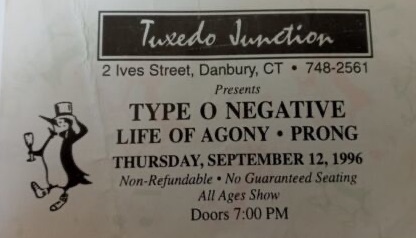 Tuxedo Junction
2 Ives Street, Danbury, CT • 748-2561
Presents
TYPE O NEGATIVE
LIFE OF AGONY • PRONG
THURSDAY, SEPTEMBER 12, 1996
Non-Refundable • No Guaranteed Seating
All Ages Show
Doors 7:00 PM